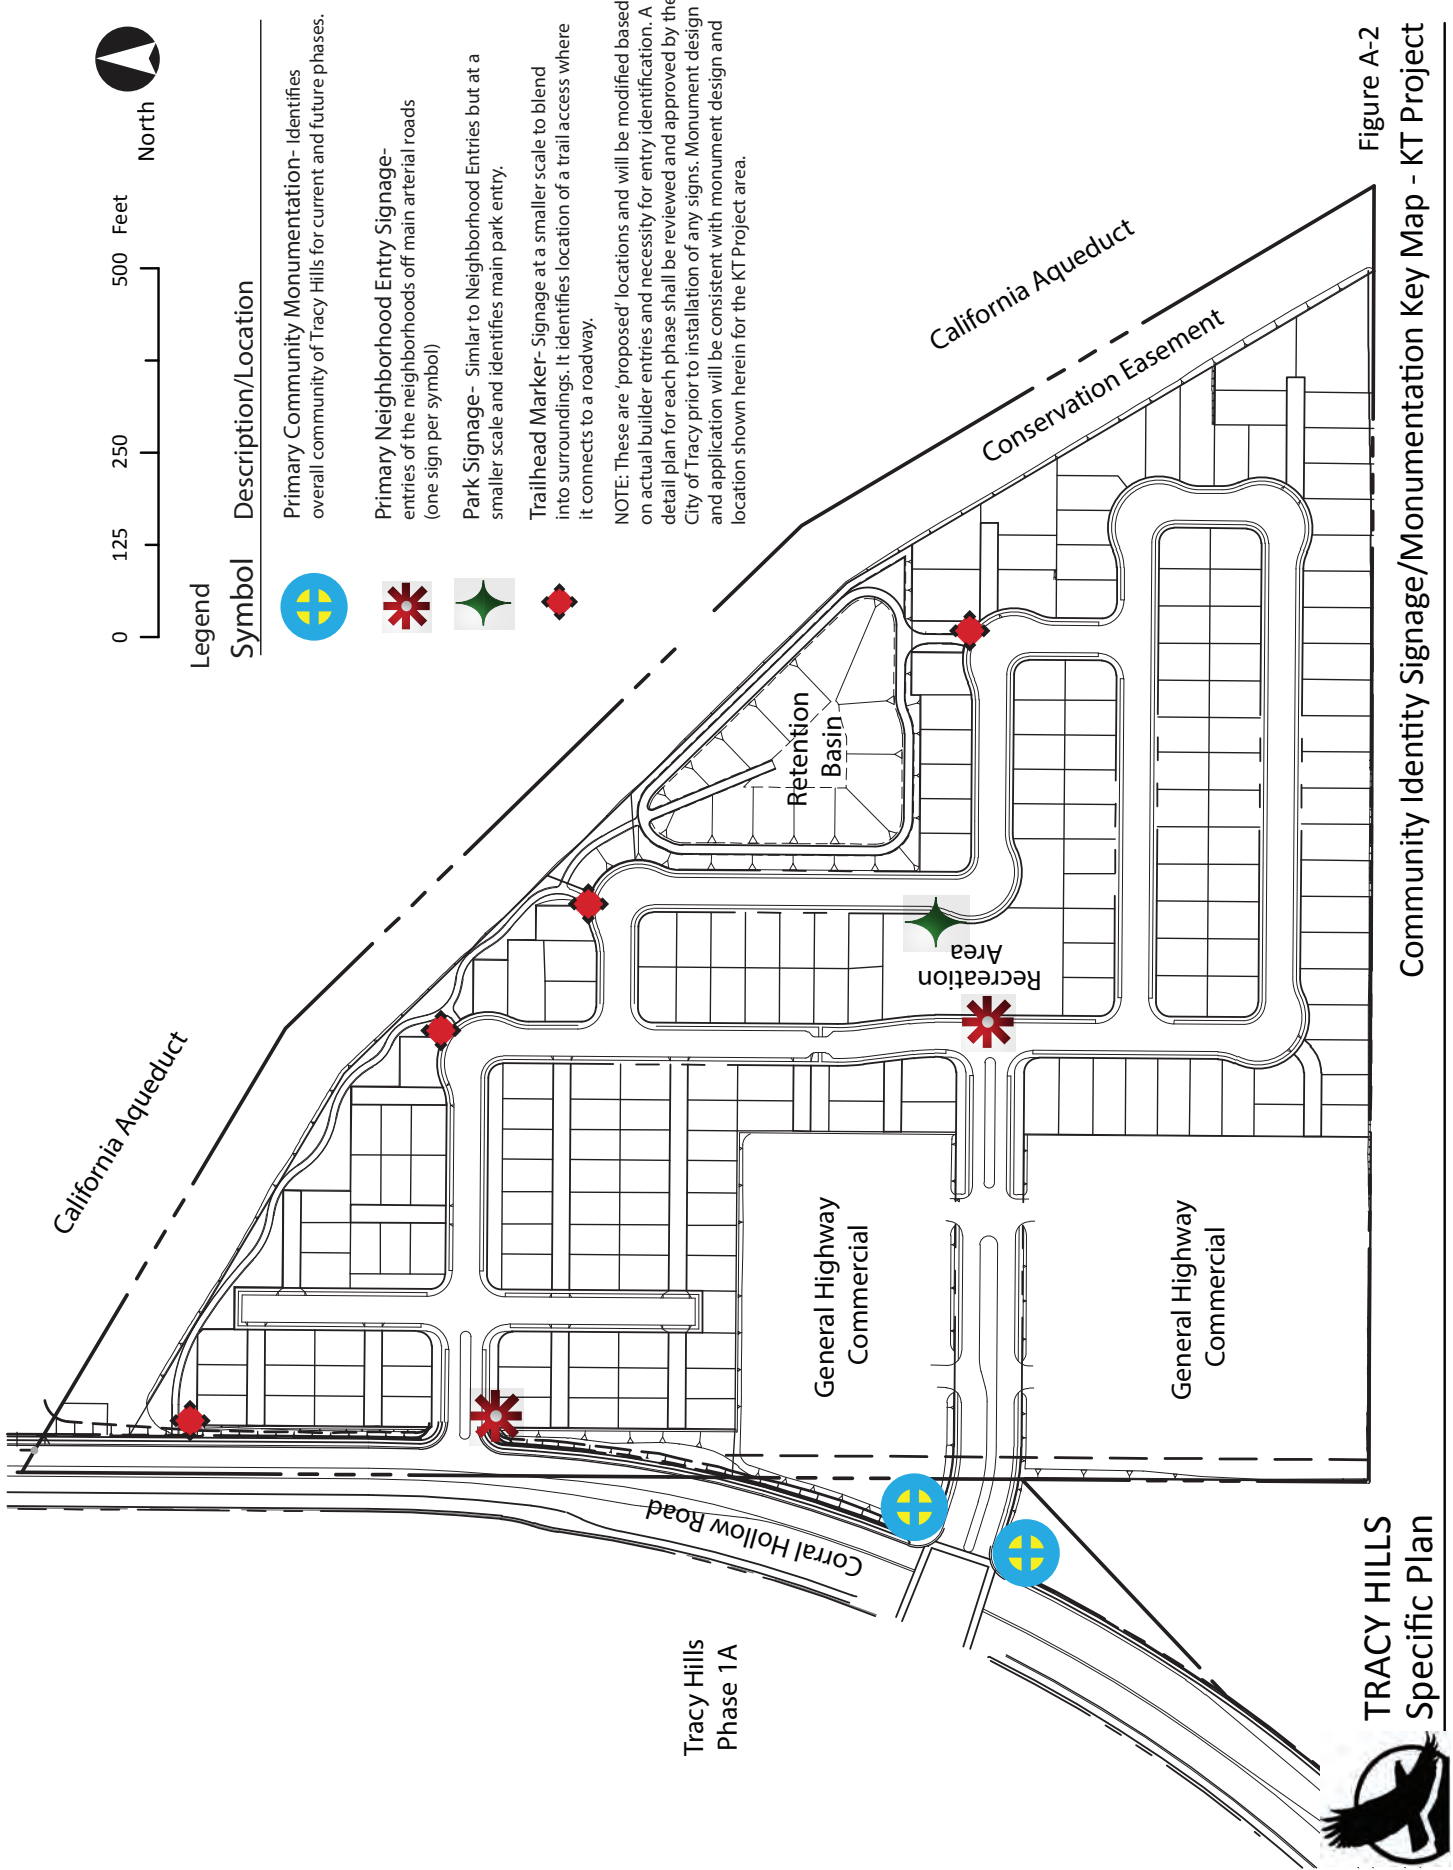 North
0 125 250 500 Feet
Legend
Symbol Description/Location
Primary Community Monumentation- Identifies
overall community of Tracy Hills for current and future phases.
Primary Neighborhood Entry Signage-
entries of the neighborhoods off main arterial roads
(one sign per symbol)
Park Signage- Simlar to Neighborhood Entries but at a
smaller scale and identifies main park entry.
Trailhead Marker- Signage at a smaller scale to blend
into surroundings. It identifies location of a trail access where
it connects to a roadway.
NOTE: These are 'proposed' locations and will be modified based
on actual builder entries and necessity for entry identification. A
detail plan for each phase shall be reviewed and approved by the
City of Tracy prior to installation of any signs. Monument design
and application will be consistent with monument design and
location shown herein for the KT Project area.
California Aqueduct
California Aqueduct
Conservation Easement
Retention
Basin
Recreation
Area
General Highway
Commercial
General Highway
Commercial
Corral Hollow Road
Tracy Hills
Phase 1A
TRACY HILLS
Specific Plan
Figure A-2
Community Identity Signage/Monumentation Key Map - KT Project